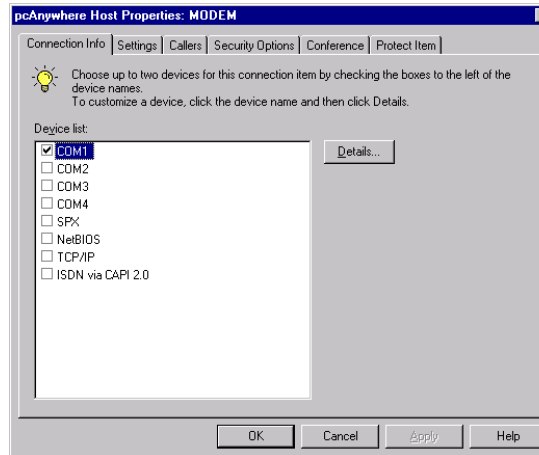 pcAnywhere Host Properties: MODEM
Connection Info Settings Callers Security Options Conference Protect Item
Choose up to two devices for this connection item by checking the boxes to the left of the
device names.
To customize a device, click the device name and then click Details.
Device list:
COM1
Details...
COM2
COM3
COM4
SPX
NetBIOS
TCP/IP
ISDN via CAPI 2.0
OK Cancel Apply Help